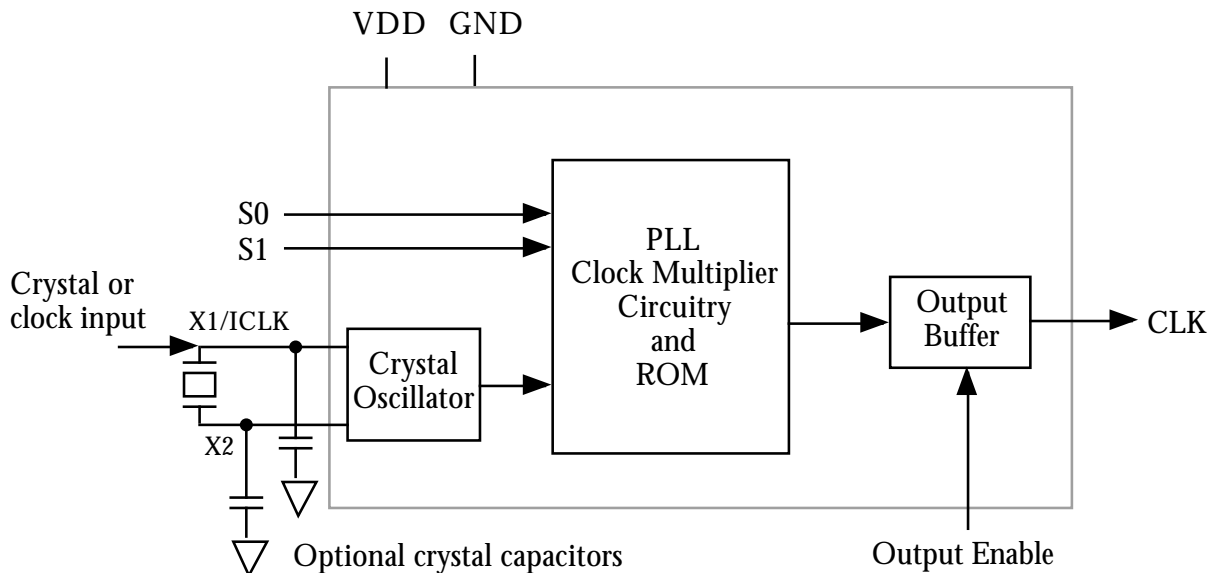 VDD GND
S0
S1
PLL
Clock Multiplier
Circuitry
and
ROM
Crystal or
clock input
X1/ICLK
Crystal
Oscillator
X2
Output
Buffer
CLK
Optional crystal capacitors
Output Enable